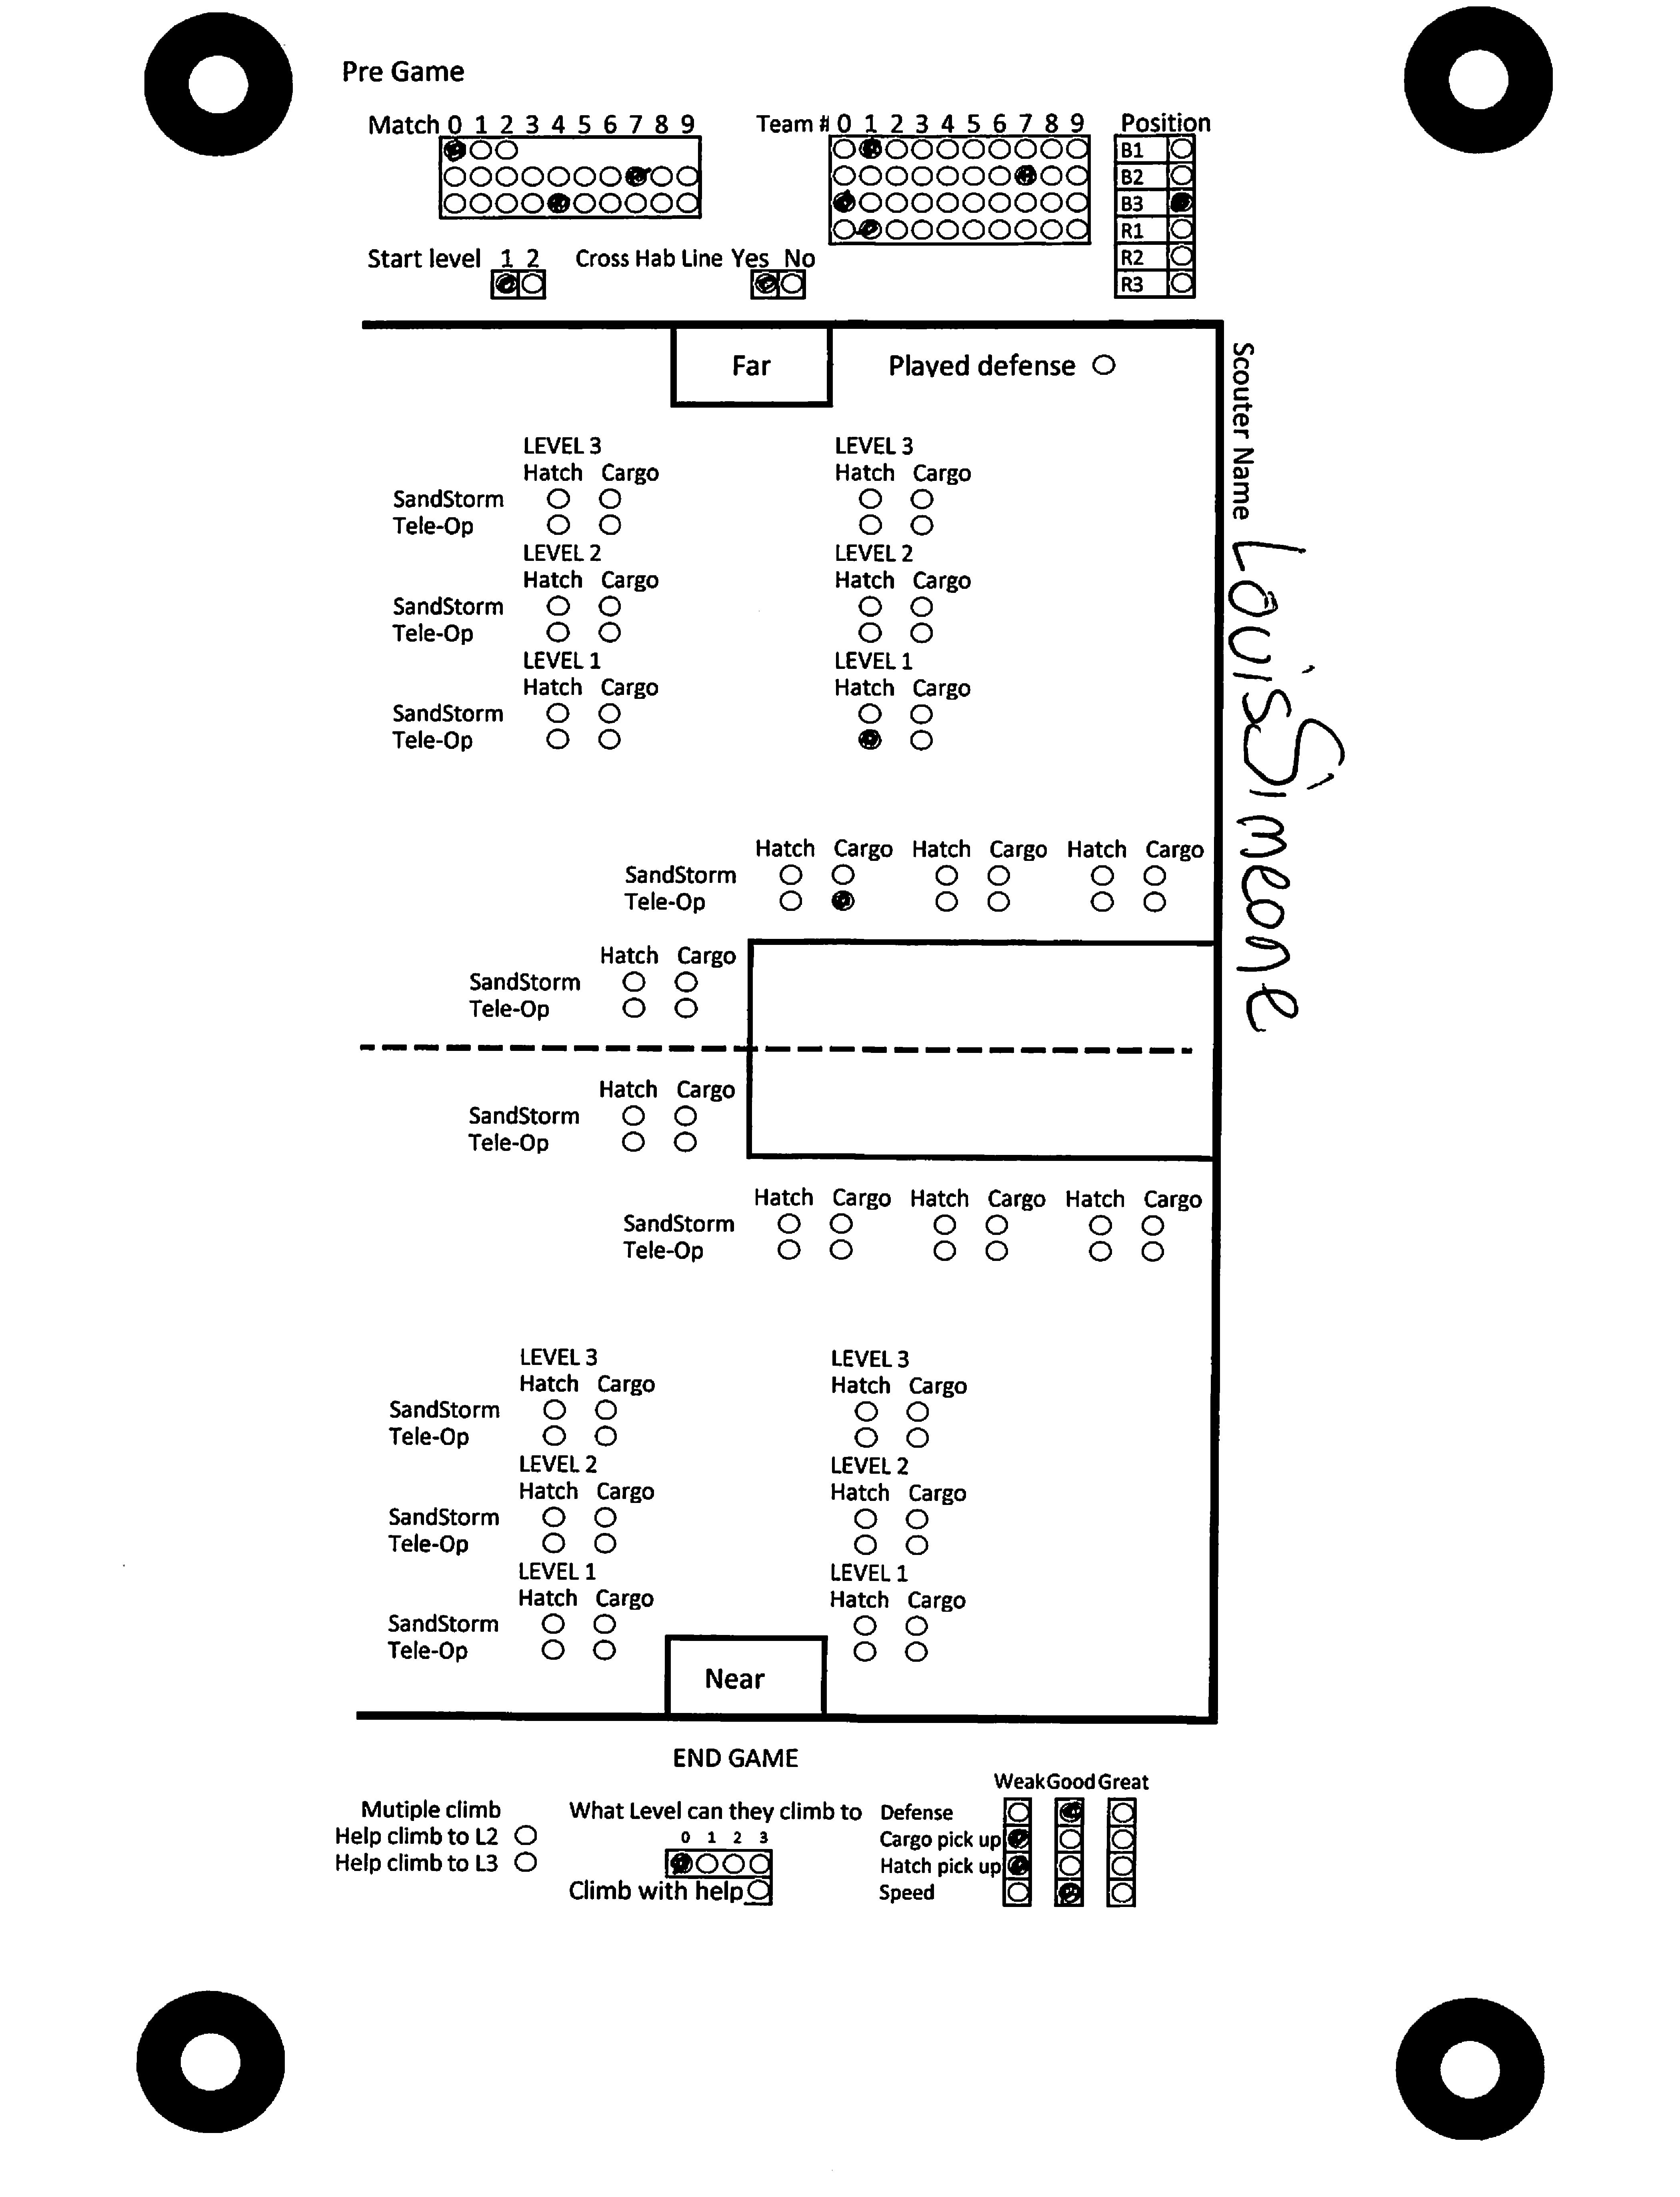 Pre Game
Match 0 1 2 3 4 5 6 7 8 9
Team # 0 1 2 3 4 5 6 7 8 9
Position
B1
B2
B3
R1
R2
R3
Start level 1 2
Cross Hab Line Yes No
Far
Played defense
Scouter Name Louis Simeone
LEVEL 3 LEVEL 3
Hatch Cargo Hatch Cargo
SandStorm
Tele-Op
LEVEL 2 LEVEL 2
Hatch Cargo Hatch Cargo
SandStorm
Tele-Op
LEVEL 1 LEVEL 1
Hatch Cargo Hatch Cargo
SandStorm
Tele-Op
Hatch Cargo Hatch Cargo Hatch Cargo
SandStorm
Tele-Op
Hatch Cargo
SandStorm
Tele-Op
Hatch Cargo
SandStorm
Tele-Op
Hatch Cargo Hatch Cargo Hatch Cargo
SandStorm
Tele-Op
LEVEL 3 LEVEL 3
Hatch Cargo Hatch Cargo
SandStorm
Tele-Op
LEVEL 2 LEVEL 2
Hatch Cargo Hatch Cargo
SandStorm
Tele-Op
LEVEL 1 LEVEL 1
Hatch Cargo Hatch Cargo
SandStorm
Tele-Op
Near
END GAME
Mutiple climb
Help climb to L2
Help climb to L3
What Level can they climb to
0 1 2 3
Climb with help
Weak Good Great
Defense
Cargo pick up
Hatch pick up
Speed